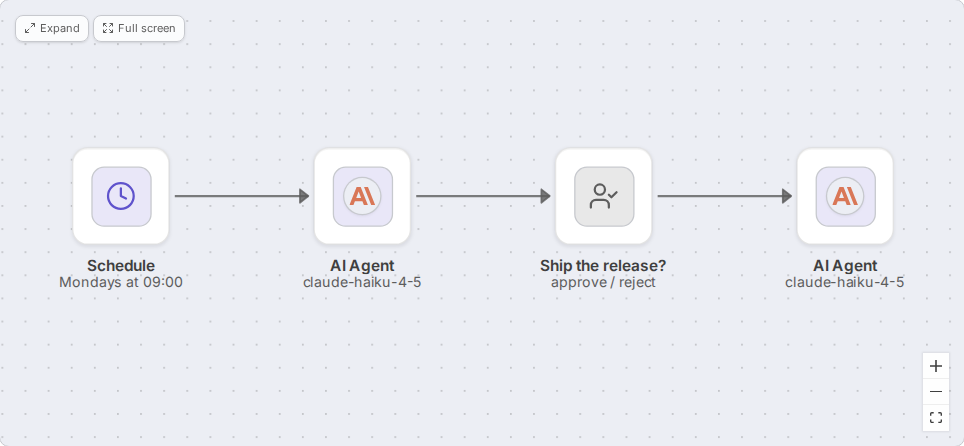 Expand
Full screen
Schedule
Mondays at 09:00
AI Agent
claude-haiku-4-5
Ship the release?
approve / reject
AI Agent
claude-haiku-4-5